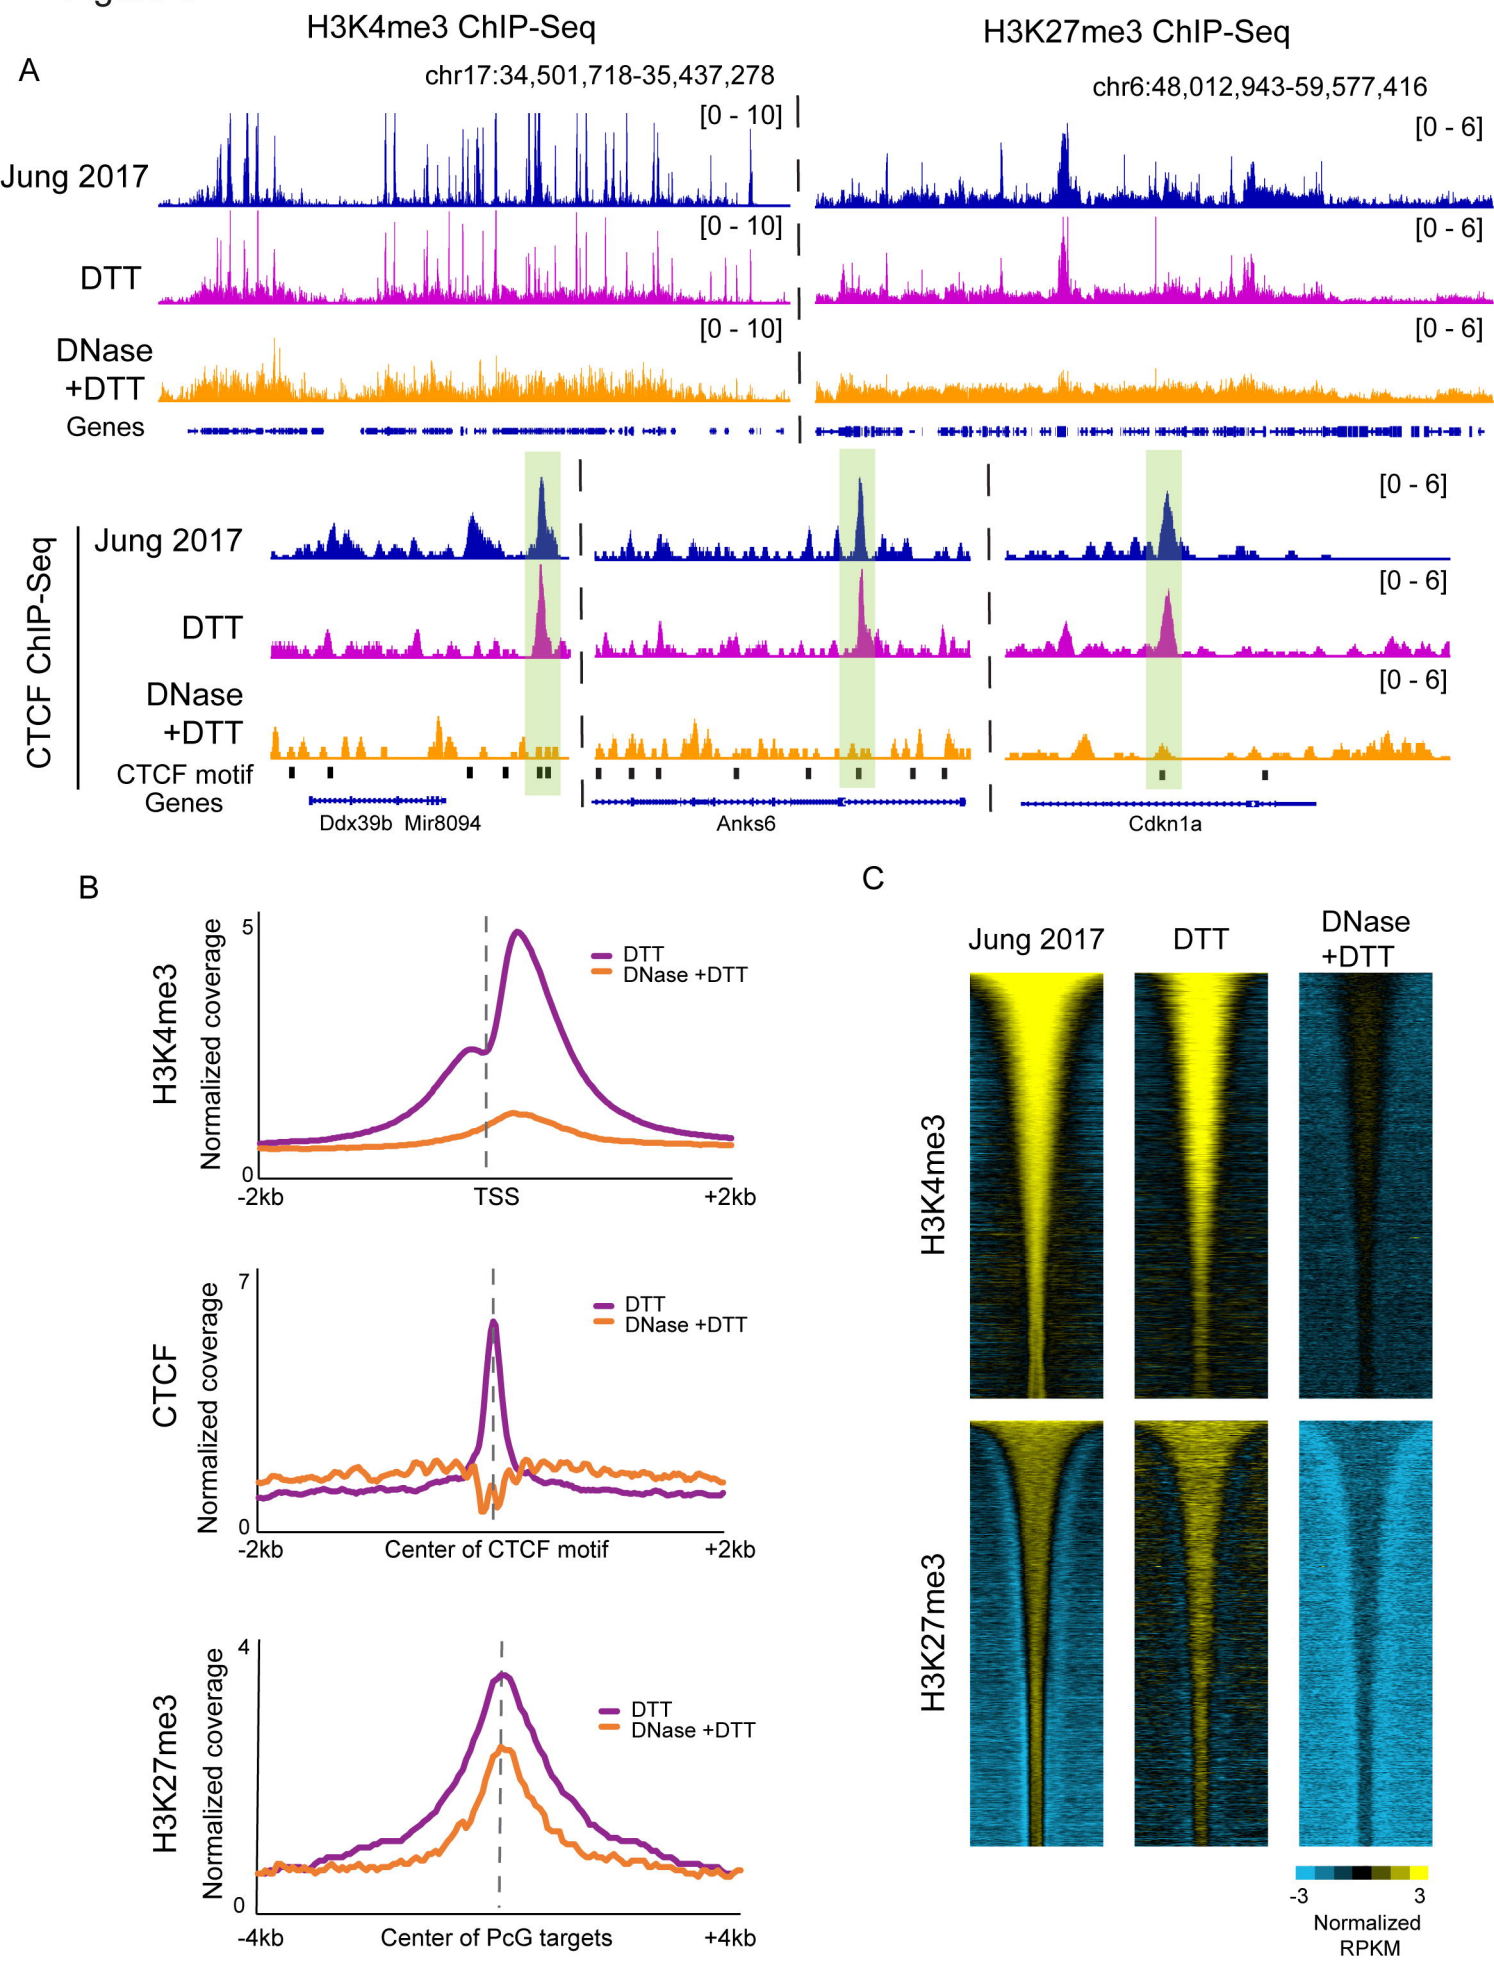 H3K4me3 ChIP-Seq
H3K27me3 ChIP-Seq
A
chr17:34,501,718-35,437,278
chr6:48,012,943-59,577,416
[0 - 10]
[0 - 6]
Jung 2017
[0 - 10]
[0 - 6]
DTT
[0 - 10]
[0 - 6]
DNase
+DTT
Genes
CTCF ChIP-Seq
[0 - 6]
Jung 2017
[0 - 6]
DTT
[0 - 6]
DNase
+DTT
CTCF motif
Genes
Ddx39b Mir8094
Anks6
Cdkn1a
B
H3K4me3
Normalized coverage
5
0
DTT
DNase +DTT
-2kb
TSS
+2kb
CTCF
Normalized coverage
7
0
DTT
DNase +DTT
-2kb
Center of CTCF motif
+2kb
H3K27me3
Normalized coverage
4
0
DTT
DNase +DTT
-4kb
Center of PcG targets
+4kb
C
Jung 2017
DTT
DNase
+DTT
H3K4me3
H3K27me3
-3
3
Normalized
RPKM